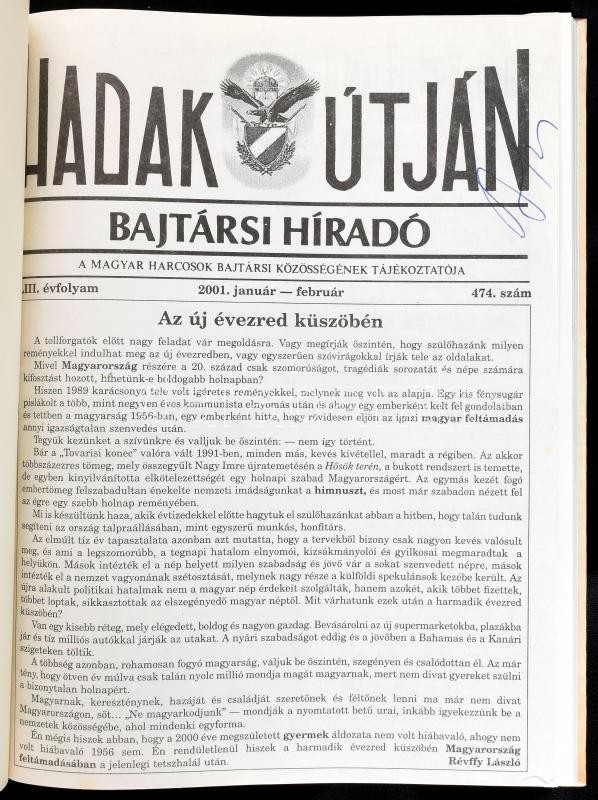 HADAK ÚTJÁN
BAJTÁRSI HÍRADÓ
A MAGYAR HARCOSOK BAJTÁRSI KÖZÖSSÉGÉNEK TÁJÉKOZTATÓJA
.III. évfolyam 2001. január — február 474. szám
Az új évezred küszöbén
A tollforgatók előtt nagy feladat vár megoldásra. Vagy megírják őszintén, hogy szülőhazánk milyen
reményekkel indulhat meg az új évezredben, vagy egyszerűen szóvirágokkal írják tele az oldalakat.
Mivel Magyarország részére a 20. század csak szomorúságot, tragédiák sorozatát és népe számára
kifosztást hozott, hihetünk-e boldogabb holnapban?
Hiszen 1989 karácsonya tele volt igéretes reményekkel, melynek meg volt az alapja. Egy kis fénysugár
pislákolt a több, mint negyven éves kommunista elnyomás után és ahogy egy emberként kelt fel gondolatban
és tettben a magyarság 1956-ban, egy emberként hitte, hogy rövidesen eljön az igazi magyar feltámadás
annyi igazságtalan szenvedés után.
Tegyük kezünket a szívünkre és valljuk be őszintén: — nem így történt.
Bár a „Tovarisi konec" valóra vált 1991-ben, minden más, kevés kivétellel, maradt a régiben. Az akkor
többszázezres tömeg, mely összegyűlt Nagy Imre újratemetésén a Hősök terén, a bukott rendszert is temette,
de egyben kinyilvánította elkötelezettségét egy holnapi szabad Magyarországért. Az egymás kezét fogó
embertömeg felszabadultan énekelte nemzeti imádságunkat a himnuszt, és most már szabadon nézett fel
az égre egy szebb holnap reményében.
Mi is készültünk haza, akik évtizedekkel előtte hagytuk el szülőhazánkat abban a hitben, hogy talán tudunk
segíteni az ország talpraállásában, mint egyszerű munkás, honfitárs.
Az elmúlt tíz év tapasztalata azonban azt mutatta, hogy a tervekből bizony csak nagyon kevés valósult
meg, és ami a legszomorúbb, a tegnapi hatalom elnyomói, kizsákmányolói és gyilkosai megmaradtak a
helyükön. Mások intézték el a nép helyett milyen szabadság és jövő vár a sokat szenvedett népre, mások
intézték el a nemzet vagyonának szétosztását, melynek nagy része a külföldi spekulánsok kezébe került. Az
újra alakult politikai hatalmak nem a magyar nép érdekeit szolgálták, hanem azokét, akik többet fizettek,
többet loptak, sikkasztottak az elszegényedő magyar néptől. Mit várhatunk ezek után a harmadik évezred
küszöbén?
Van egy kisebb réteg, mely elégedett, boldog és nagyon gazdag. Bevásárolni az új supermarketokba, plazákba
jár és tíz milliós autókkal járják az utakat. A nyári szabadságot eddig és a jövőben a Bahamas és a Kanári
szigeteken töltik.
A többség azonban, rohamosan fogyó magyarság, valjuk be őszintén, szegényen és csalódottan él. Az már
tény, hogy ötven év múlva csak talán nyolc millió mondja magát magyarnak, mert nem divat gyereket szülni
a bizonytalan holnapért.
Magyarnak, kereszténynek, hazáját és családját szeretőnek és féltőnek lenni ma már nem divat
Magyarországon, sőt... „Ne magyarkodjunk" — mondják a nyomtatott betű urai, inkább igyekezzünk be a
nemzetek közösségébe, ahol mindenki egyforma.
Én mégis hiszek abban, hogy a 2000 éve megszületett gyermek áldozata nem volt hiábavaló, ahogy nem
volt hiábavaló 1956 sem. Én rendületlenül hiszek a harmadik évezred küszöbén Magyarország
feltámadásában a jelenlegi tetszhalál után. Révffy László